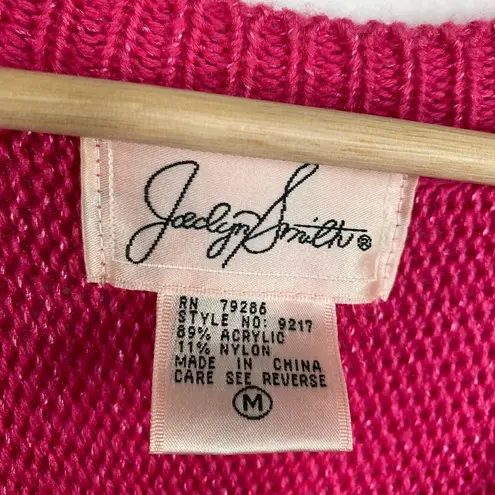 Jaclyn Smith®
RN 79286
STYLE NO: 9217
89% ACRYLIC
11% NYLON
MADE IN CHINA
CARE SEE REVERSE
M